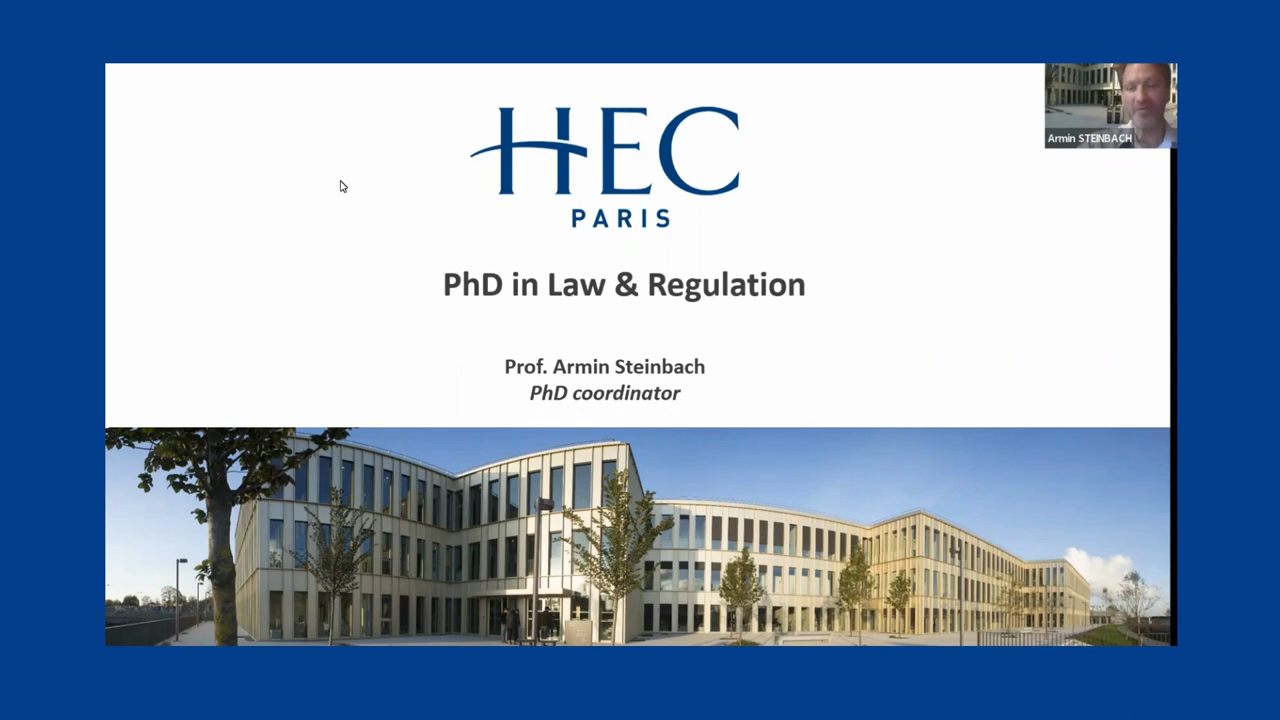 HEC
PARIS
Armin STEINBACH
PhD in Law & Regulation
Prof. Armin Steinbach
PhD coordinator